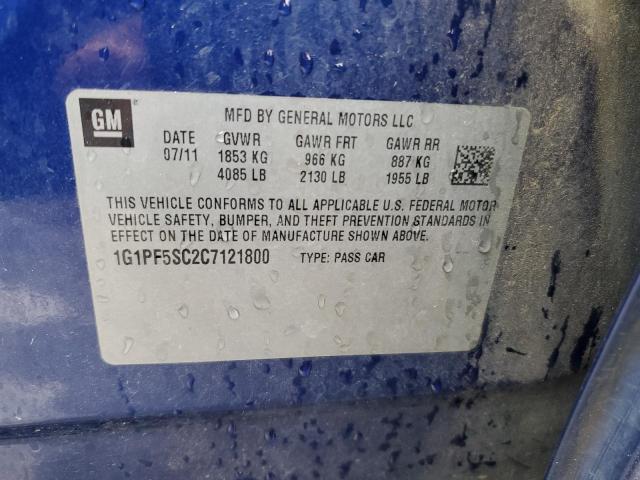 GM
MFD BY GENERAL MOTORS LLC
DATE GVWR GAWR FRT GAWR RR
07/11 1853 KG 966 KG 887 KG
4085 LB 2130 LB 1955 LB
THIS VEHICLE CONFORMS TO ALL APPLICABLE U.S. FEDERAL MOTOR
VEHICLE SAFETY, BUMPER, AND THEFT PREVENTION STANDARDS IN
EFFECT ON THE DATE OF MANUFACTURE SHOWN ABOVE.
1G1PF5SC2C7121800 TYPE: PASS CAR